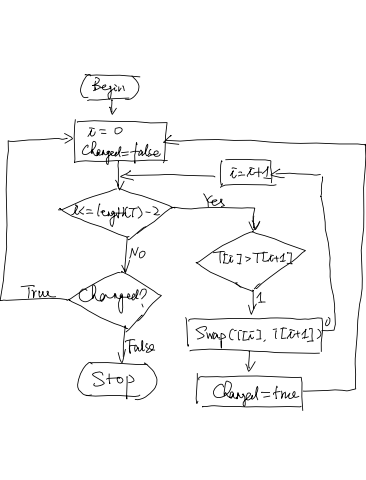 Begin
i = 0
Changed = false
i = i+1
i<=length(T)-2
Yes
NO
T[i] > T[i+1]
True
Changed?
1
Swap(T[i], T[i+1])
0
False
Stop
Changed = true